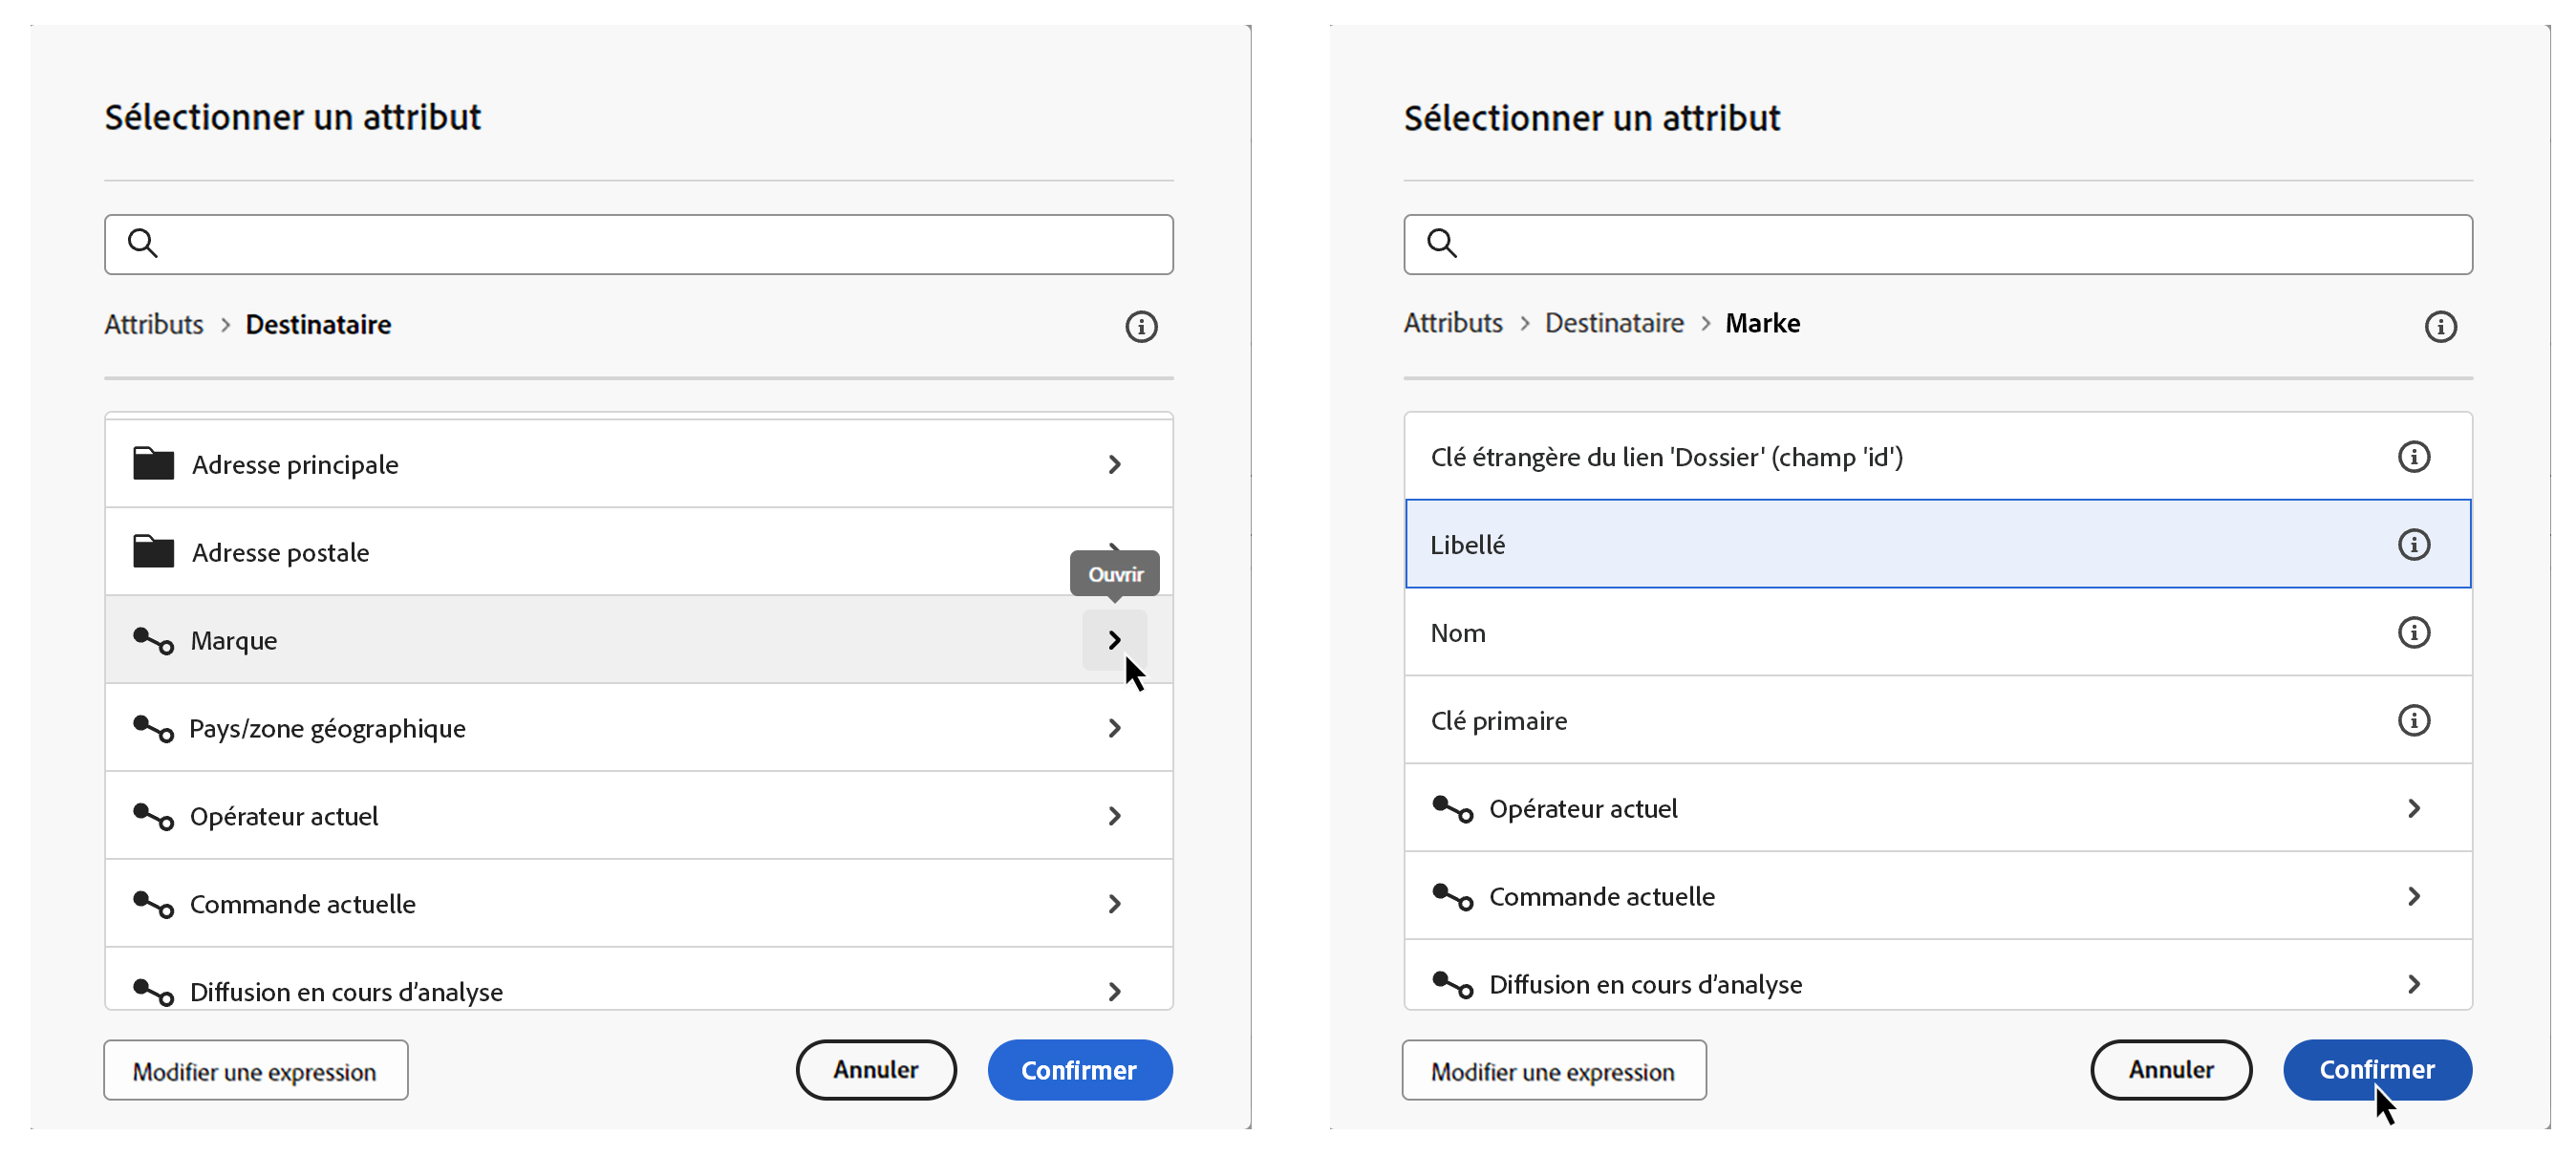 Sélectionner un attribut
Attributs > Destinataire
Adresse principale
Adresse postale
Ouvrir
Marque
Pays/zone géographique
Opérateur actuel
Commande actuelle
Diffusion en cours d’analyse
Modifier une expression
Annuler
Confirmer
Sélectionner un attribut
Attributs > Destinataire > Marke
Clé étrangère du lien 'Dossier' (champ 'id')
Libellé
Nom
Clé primaire
Opérateur actuel
Commande actuelle
Diffusion en cours d’analyse
Modifier une expression
Annuler
Confirmer